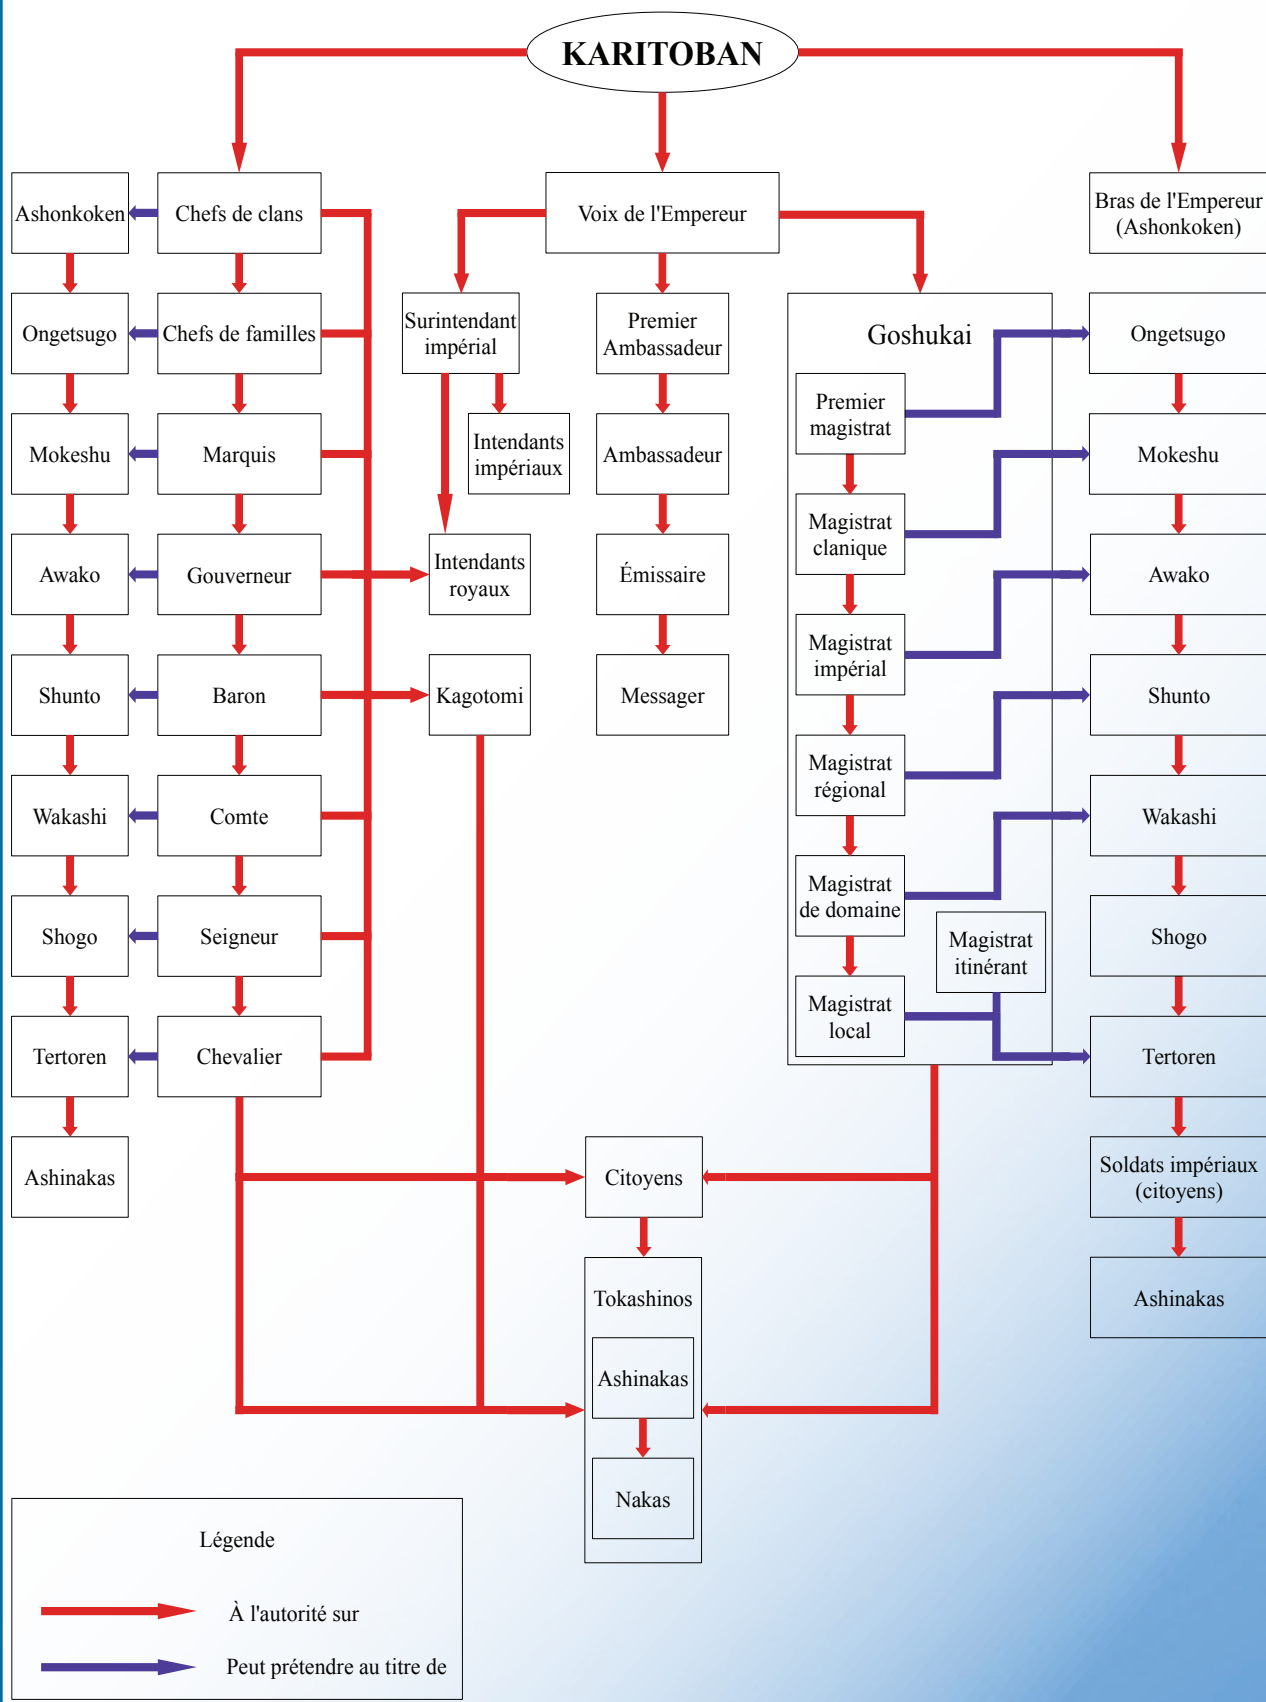 KARITOBAN
Ashonkoken
Chefs de clans
Voix de l'Empereur
Bras de l'Empereur
(Ashonkoken)
Ongetsugo
Chefs de familles
Surintendant
impérial
Premier
Ambassadeur
Goshukai
Ongetsugo
Premier
magistrat
Mokeshu
Marquis
Intendants
impériaux
Ambassadeur
Mokeshu
Magistrat
clanique
Awako
Gouverneur
Intendants
royaux
Émissaire
Awako
Magistrat
impérial
Shunto
Baron
Kagotomi
Messager
Shunto
Magistrat
régional
Wakashi
Comte
Wakashi
Magistrat
de domaine
Shogo
Seigneur
Magistrat
itinérant
Shogo
Magistrat
local
Tertoren
Chevalier
Tertoren
Ashinakas
Citoyens
Soldats impériaux
(citoyens)
Tokashinos
Ashinakas
Ashinakas
Nakas
Légende
À l'autorité sur
Peut prétendre au titre de